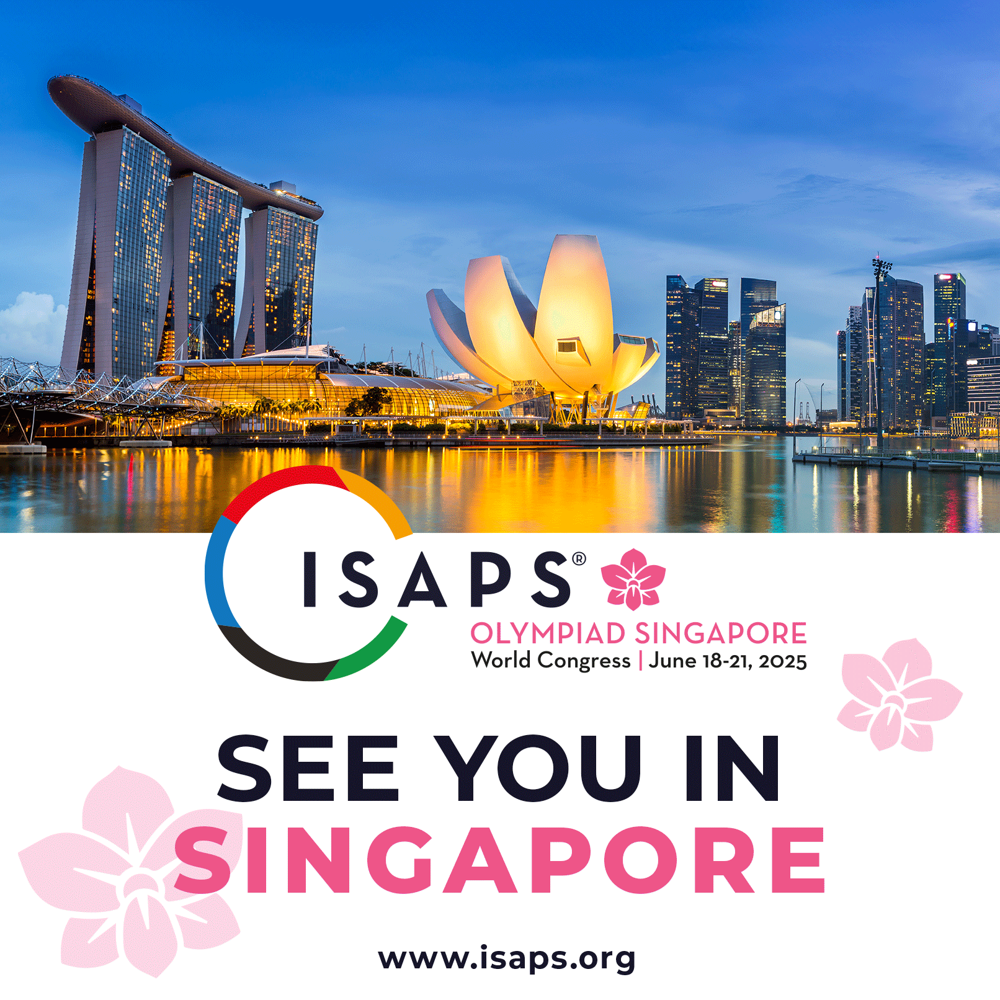 ISAPS®
OLYMPIAD SINGAPORE
World Congress | June 18-21, 2025
SEE YOU IN
SINGAPORE
www.isaps.org